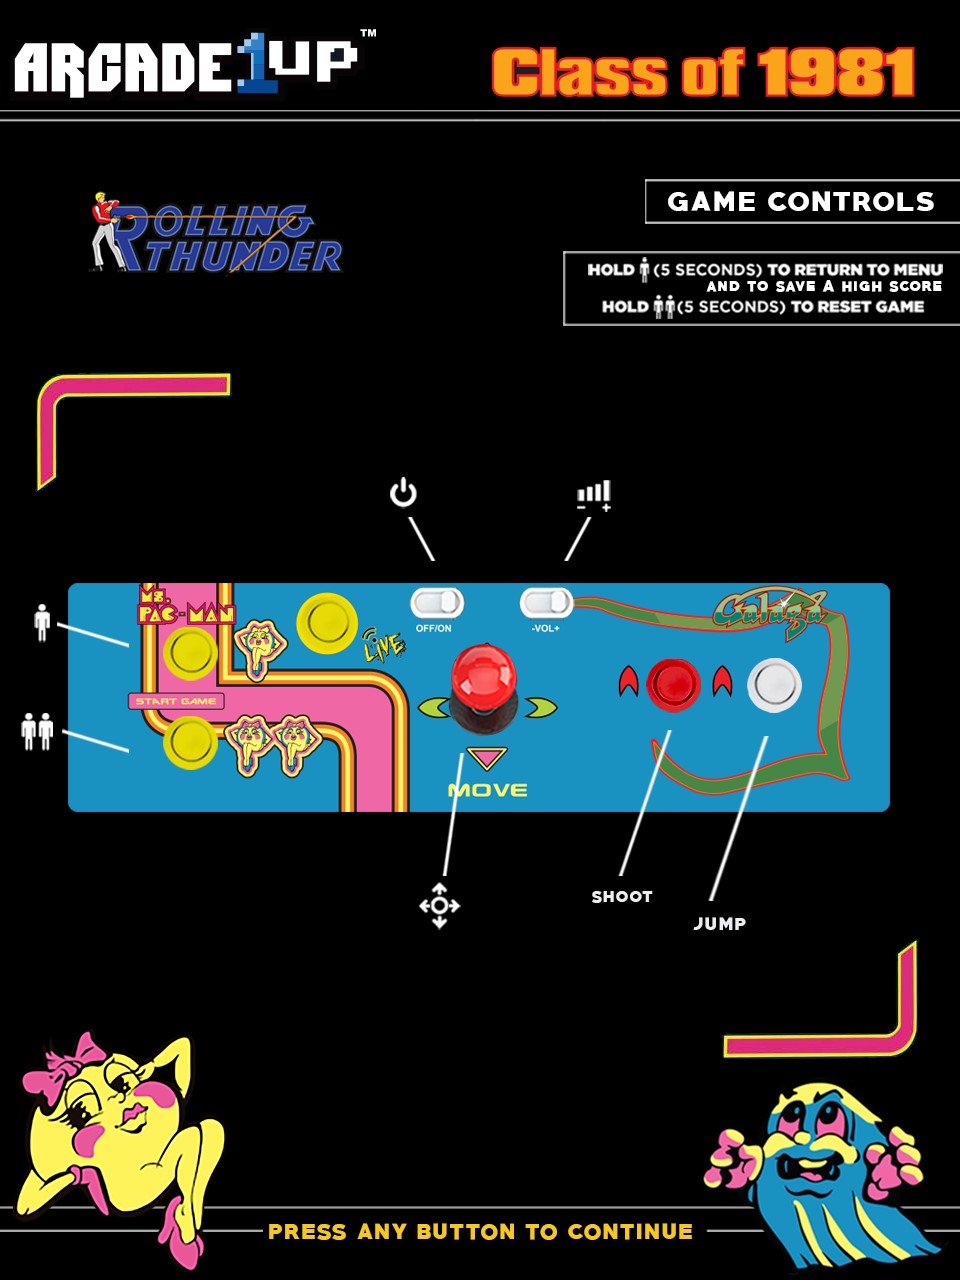 ARCADE1UP™
Class of 1981
ROLLING
THUNDER
GAME CONTROLS
HOLD (5 SECONDS) TO RETURN TO MENU
AND TO SAVE A HIGH SCORE
HOLD (5 SECONDS) TO RESET GAME
- +
Ms.
PAC-MAN
LIVE
OFF/ON
-VOL+
Galaga
START GAME
MOVE
SHOOT
JUMP
PRESS ANY BUTTON TO CONTINUE